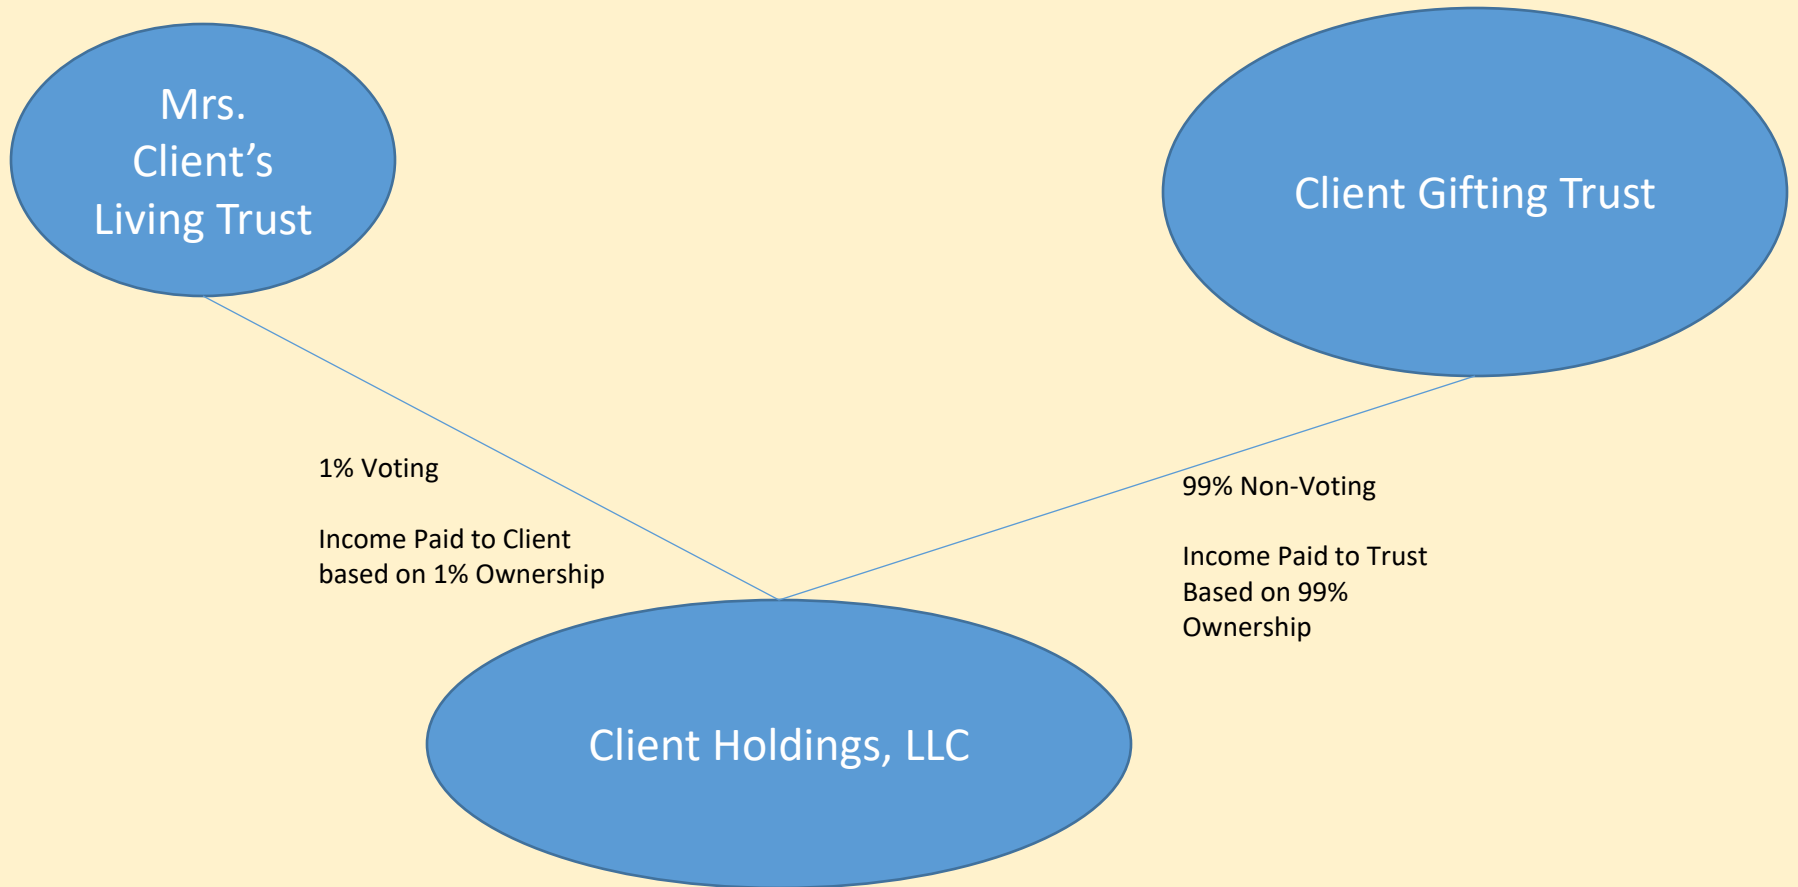 Mrs.
Client’s
Living Trust
Client Gifting Trust
1% Voting
Income Paid to Client
based on 1% Ownership
99% Non-Voting
Income Paid to Trust
Based on 99%
Ownership
Client Holdings, LLC